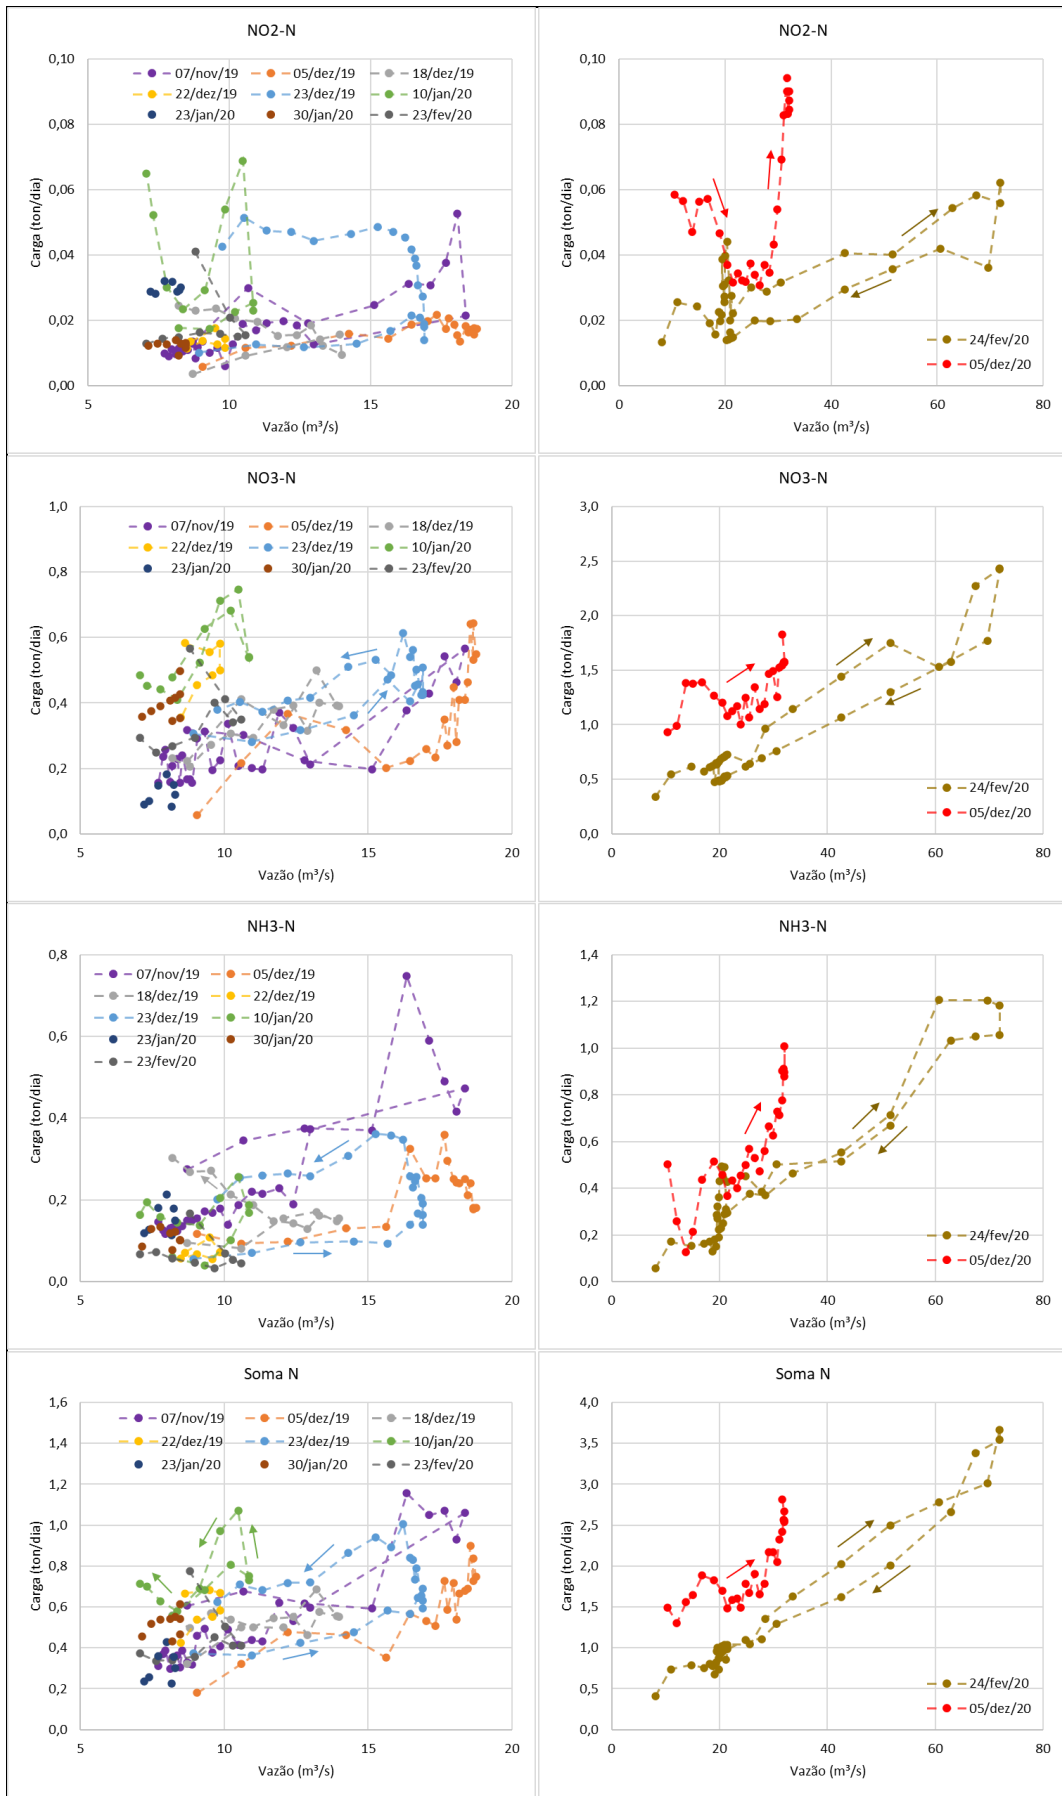 NO2-N
0,10
0,08
0,06
0,04
0,02
0,00
Carga (ton/dia)
07/nov/19 05/dez/19 18/dez/19
22/dez/19 23/dez/19 10/jan/20
23/jan/20 30/jan/20 23/fev/20
5 10 15 20
Vazão (m³/s)
NO2-N
0,10
0,08
0,06
0,04
0,02
0,00
Carga (ton/dia)
24/fev/20
05/dez/20
0 20 40 60 80
Vazão (m³/s)
NO3-N
1,0
0,8
0,6
0,4
0,2
0,0
Carga (ton/dia)
07/nov/19 05/dez/19 18/dez/19
22/dez/19 23/dez/19 10/jan/20
23/jan/20 30/jan/20 23/fev/20
5 10 15 20
Vazão (m³/s)
NO3-N
3,0
2,5
2,0
1,5
1,0
0,5
0,0
Carga (ton/dia)
24/fev/20
05/dez/20
0 20 40 60 80
Vazão (m³/s)
NH3-N
0,8
0,6
0,4
0,2
0,0
Carga (ton/dia)
07/nov/19 05/dez/19
18/dez/19 22/dez/19
23/dez/19 10/jan/20
23/jan/20 30/jan/20
23/fev/20
5 10 15 20
Vazão (m³/s)
NH3-N
1,4
1,2
1,0
0,8
0,6
0,4
0,2
0,0
Carga (ton/dia)
24/fev/20
05/dez/20
0 20 40 60 80
Vazão (m³/s)
Soma N
1,6
1,4
1,2
1,0
0,8
0,6
0,4
0,2
0,0
Carga (ton/dia)
07/nov/19 05/dez/19 18/dez/19
22/dez/19 23/dez/19 10/jan/20
23/jan/20 30/jan/20 23/fev/20
5 10 15 20
Vazão (m³/s)
Soma N
4,0
3,5
3,0
2,5
2,0
1,5
1,0
0,5
0,0
Carga (ton/dia)
24/fev/20
05/dez/20
0 20 40 60 80
Vazão (m³/s)